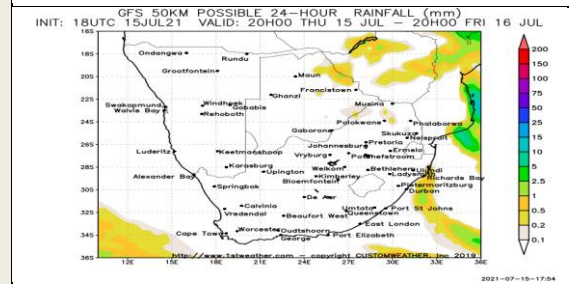 GFS 50KM POSSIBLE 24-HOUR RAINFALL (mm)
INIT: 18UTC 15JUL21 VALID: 20H00 THU 15 JUL - 20H00 FRI 16 JUL
16S
18S
20S
22S
24S
26S
28S
30S
32S
34S
36S
Ondangwa
Rundu
Grootfontein
Maun
Francistown
Ghanzi
Swakopmund
Walvis Bay
Windhoek
Gobabis
Rehoboth
Musina
Polokwane
Phalaborwa
Gaborone
Skukuza
Nelspruit
Pretoria
Johannesburg
Luderitz
Keetmanshoop
Vryburg
Potchefstroom
Ermelo
Karasburg
Upington
Welkom
Bethlehem
Ulundi
Alexander Bay
Kimberley
Ladysmith
Richards Bay
Springbok
Bloemfontein
Pietermaritzburg
Durban
De Aar
Calvinia
Umtata
Port St Johns
Vredendal
Beaufort West
Queenstown
East London
Cape Town
Worcester
Oudtshoorn
George
Port Elizabeth
http://www.1stweather.com - copyright CUSTOMWEATHER, Inc 2019
12E 15E 18E 21E 24E 27E 30E 33E 36E
200
150
100
75
50
25
15
10
5
2.5
1
0.5
0.2
0.1
2021-07-15-17:54